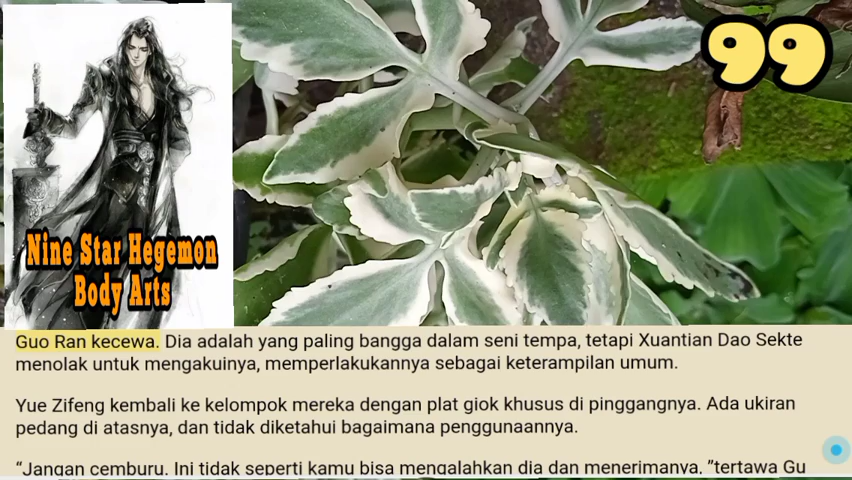 99
Nine Star Hegemon
Body Arts
Guo Ran kecewa. Dia adalah yang paling bangga dalam seni tempa, tetapi Xuantian Dao Sekte
menolak untuk mengakuinya, memperlakukannya sebagai keterampilan umum.
Yue Zifeng kembali ke kelompok mereka dengan plat giok khusus di pinggangnya. Ada ukiran
pedang di atasnya, dan tidak diketahui bagaimana penggunaannya.
“Jangan cemburu. Ini tidak seperti kamu bisa mengalahkan dia dan menerimanya, ”tertawa Gu